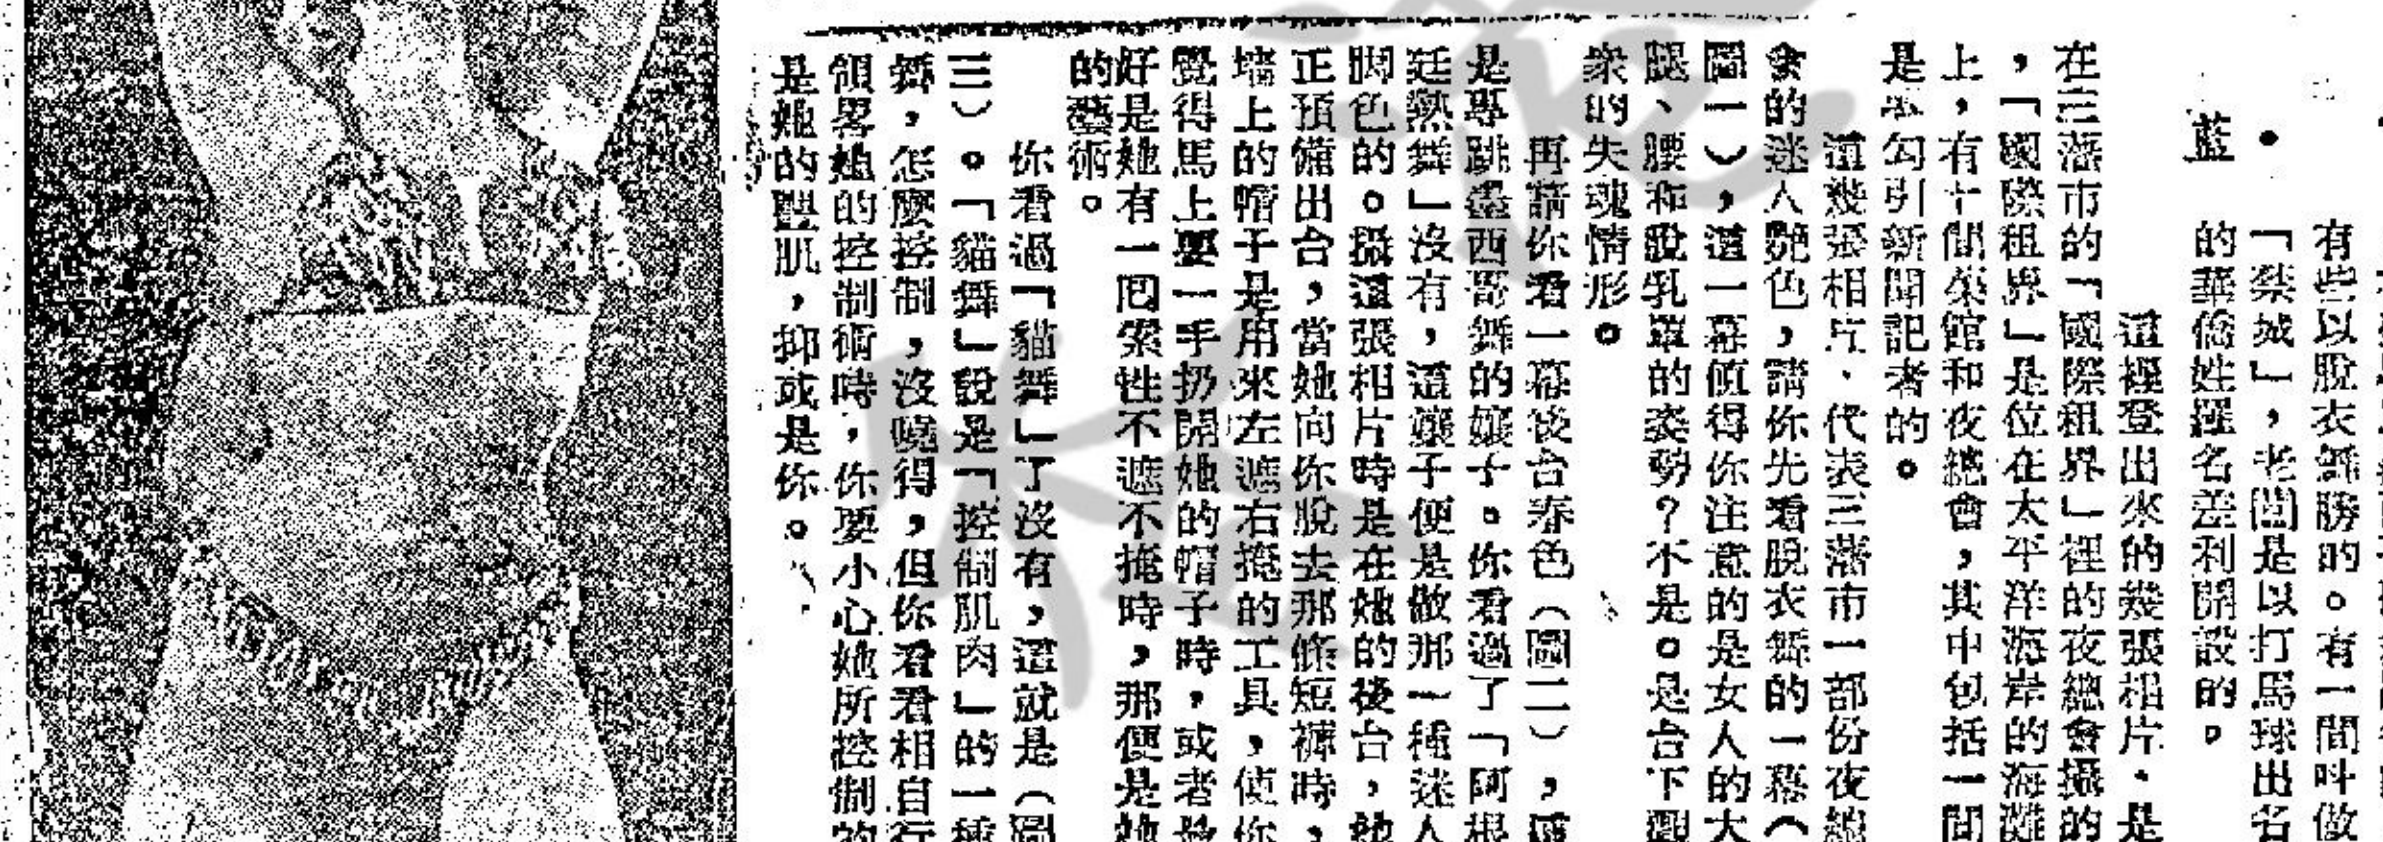 有些以脫衣舞勝的。有一間叫做
「禁城」，老闆是以打馬球出名
的華僑姓羅名差利開設的。
藍
這裡登出來的幾張相片．是
在三藩市的「國際租界」裡的夜總會攝的
，「國際租界」是位在太平洋海岸的海灘
上，有十間菜館和夜總會，其中包括一間
是專勾引新聞記者的。
這幾張相片．代表三藩市一部份夜總
會的迷人艷色，請你先看脫衣舞的一幕（
圖一），這一幕值得你注意的是女人的大
腿、腰和脫乳罩的姿勢？不是。是台下觀
衆的失魂情形。
再請你看一幕後台春色（圖二），這
是專跳墨西哥舞的孃子。你看過了「阿根
廷熱舞」沒有，這孃子便是做那一種迷人
脚色的。攝這張相片時是在她的後台，她
正預備出台，當她向你脫去那條短褲時，
墻上的帽子是用來左遮右掩的工具，使你
覺得馬上要一手扔開她的帽子時，或者最
好是她有一囘索性不遮不掩時，那便是她
的藝術。
你看過「貓舞」了沒有，這就是（圖
三）。「貓舞」說是「控制肌肉」的一種
舞，怎麼控制，沒曉得，但你看看相自行
領畧她的控制術時，你要小心她所控制的
是她的豐肌，抑或是你。